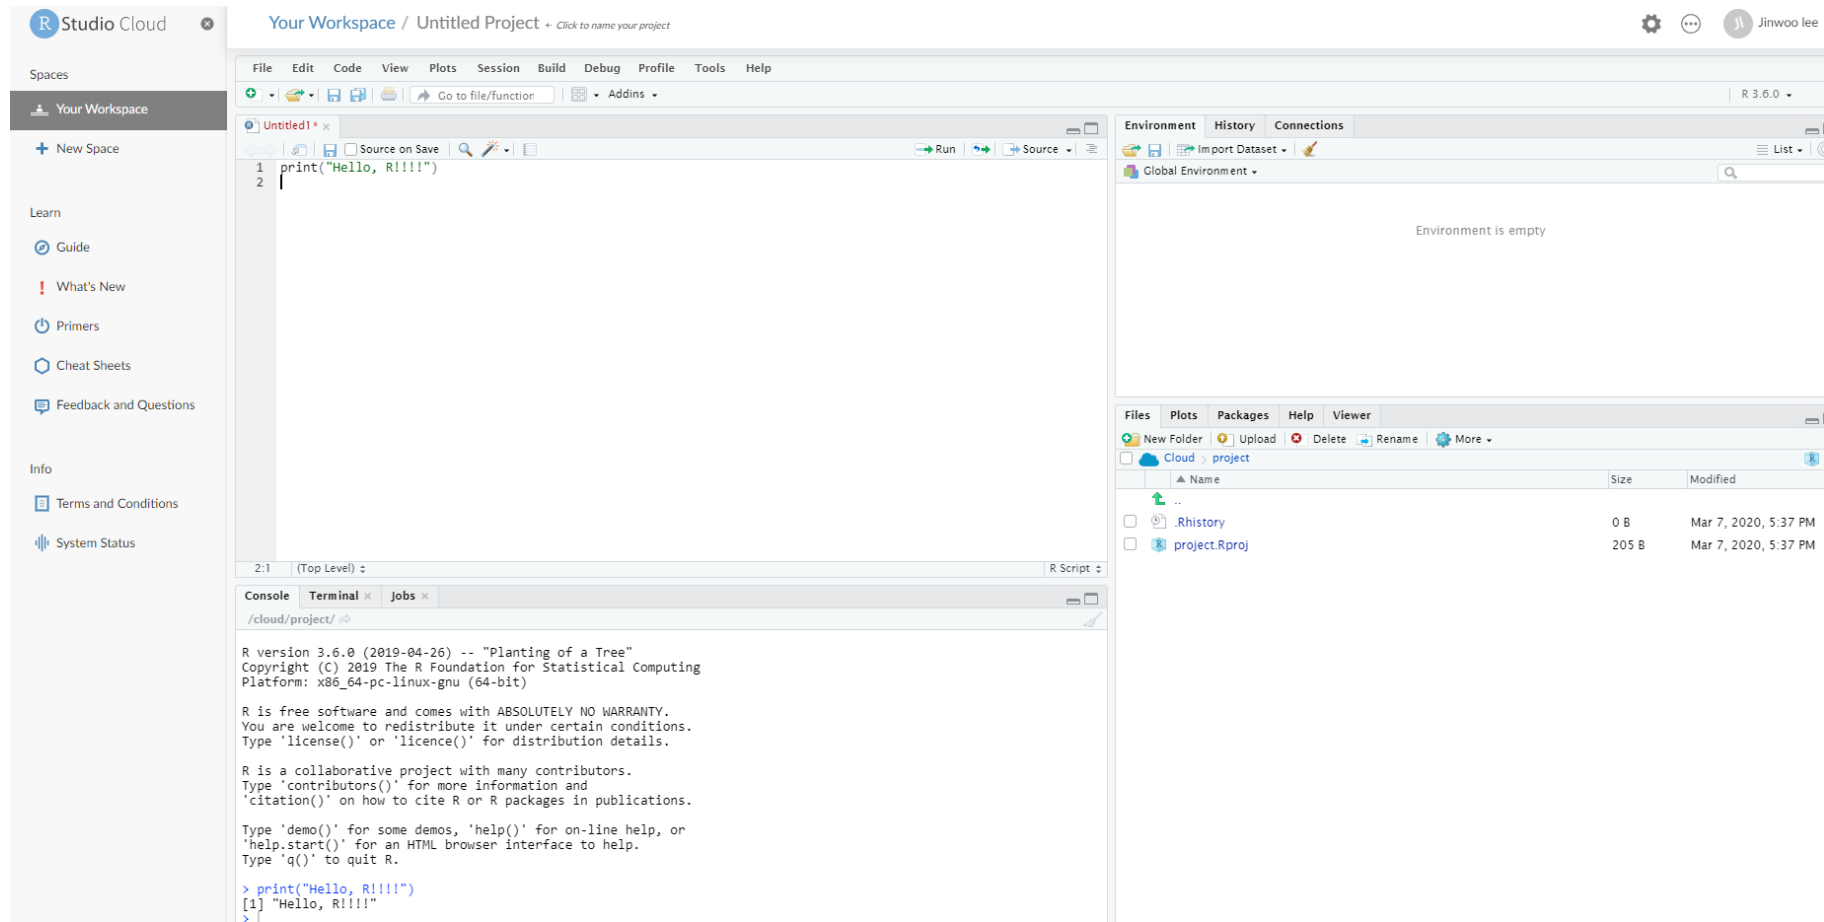 R Studio Cloud
Your Workspace / Untitled Project ← Click to name your project
JI Jinwoo lee
Spaces
Your Workspace
New Space
Learn
Guide
What's New
Primers
Cheat Sheets
Feedback and Questions
Info
Terms and Conditions
System Status
File Edit Code View Plots Session Build Debug Profile Tools Help
Go to file/function Addins
R 3.6.0
Untitled1*
Source on Save Run Source
1 print("Hello, R!!!!")
2
2:1 (Top Level) R Script
Console Terminal Jobs
/cloud/project/
R version 3.6.0 (2019-04-26) -- "Planting of a Tree"
Copyright (C) 2019 The R Foundation for Statistical Computing
Platform: x86_64-pc-linux-gnu (64-bit)
R is free software and comes with ABSOLUTELY NO WARRANTY.
You are welcome to redistribute it under certain conditions.
Type 'license()' or 'licence()' for distribution details.
R is a collaborative project with many contributors.
Type 'contributors()' for more information and
'citation()' on how to cite R or R packages in publications.
Type 'demo()' for some demos, 'help()' for on-line help, or
'help.start()' for an HTML browser interface to help.
Type 'q()' to quit R.
> print("Hello, R!!!!")
[1] "Hello, R!!!!"
>
Environment History Connections
Import Dataset List
Global Environment
Environment is empty
Files Plots Packages Help Viewer
New Folder Upload Delete Rename More
Cloud > project
Name Size Modified
..
.Rhistory 0 B Mar 7, 2020, 5:37 PM
project.Rproj 205 B Mar 7, 2020, 5:37 PM